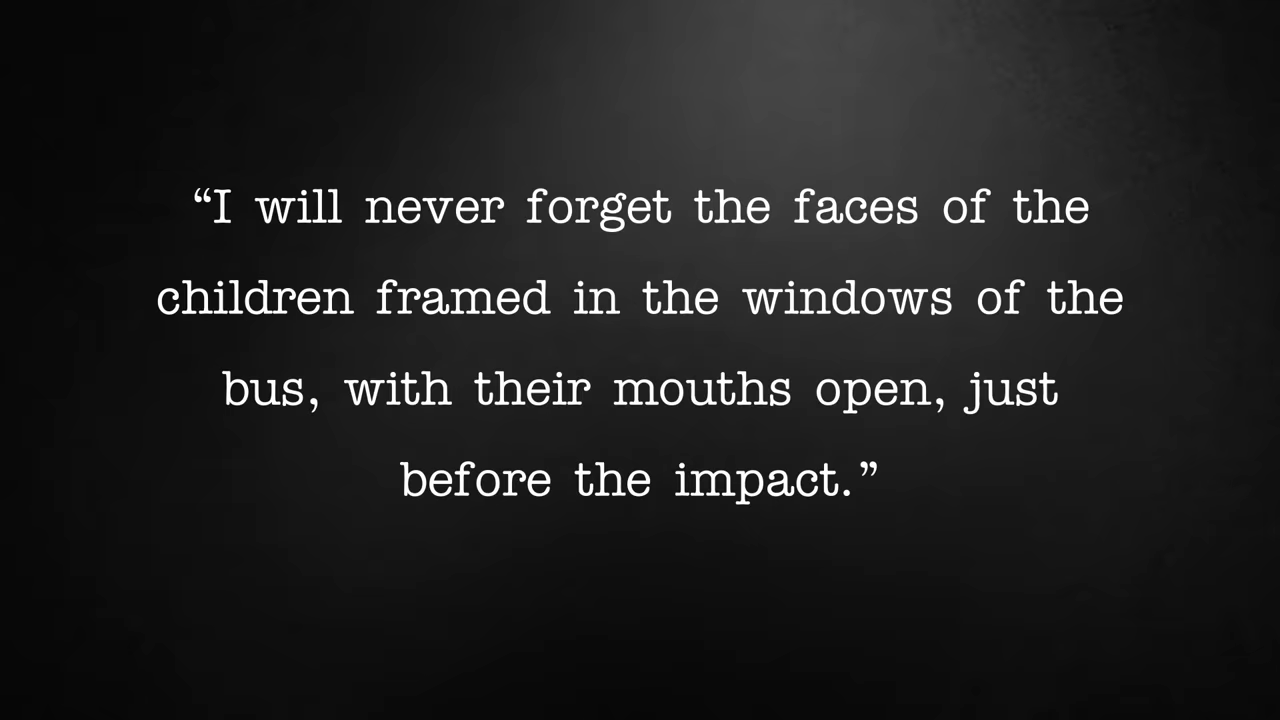 “I will never forget the faces of the
children framed in the windows of the
bus, with their mouths open, just
before the impact.”